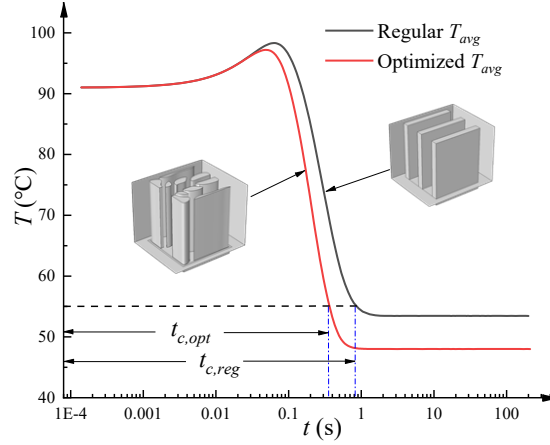 Regular T_avg
Optimized T_avg
100
90
80
70
60
50
40
T (°C)
t_c,opt
t_c,reg
1E-4
0.001
0.01
0.1
1
10
100
t (s)